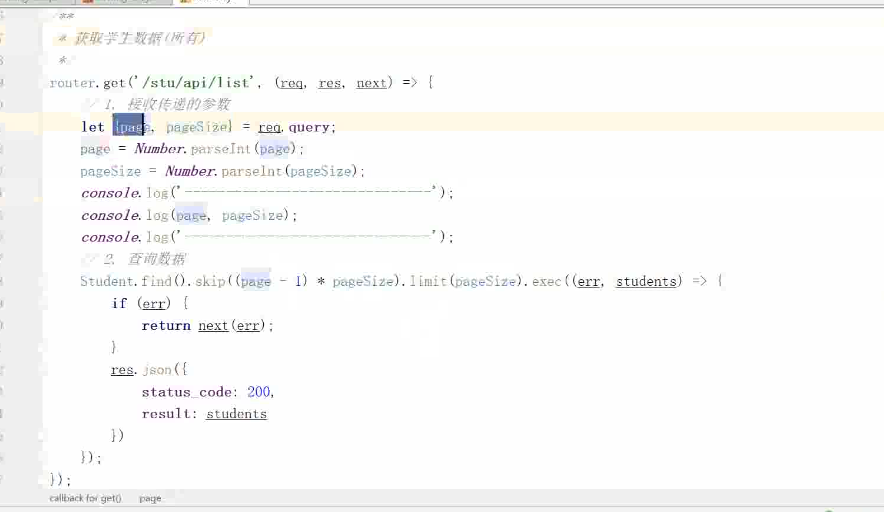 /**
* 获取学生数据(所有)
*/
router.get('/stu/api/list', (req, res, next) => {
// 1. 接收传递的参数
let {page, pageSize} = req.query;
page = Number.parseInt(page);
pageSize = Number.parseInt(pageSize);
console.log('------------------------------');
console.log(page, pageSize);
console.log('------------------------------');
// 2. 查询数据
Student.find().skip((page - 1) * pageSize).limit(pageSize).exec((err, students) => {
if (err) {
return next(err);
}
res.json({
status_code: 200,
result: students
})
});
});
callback for get() page